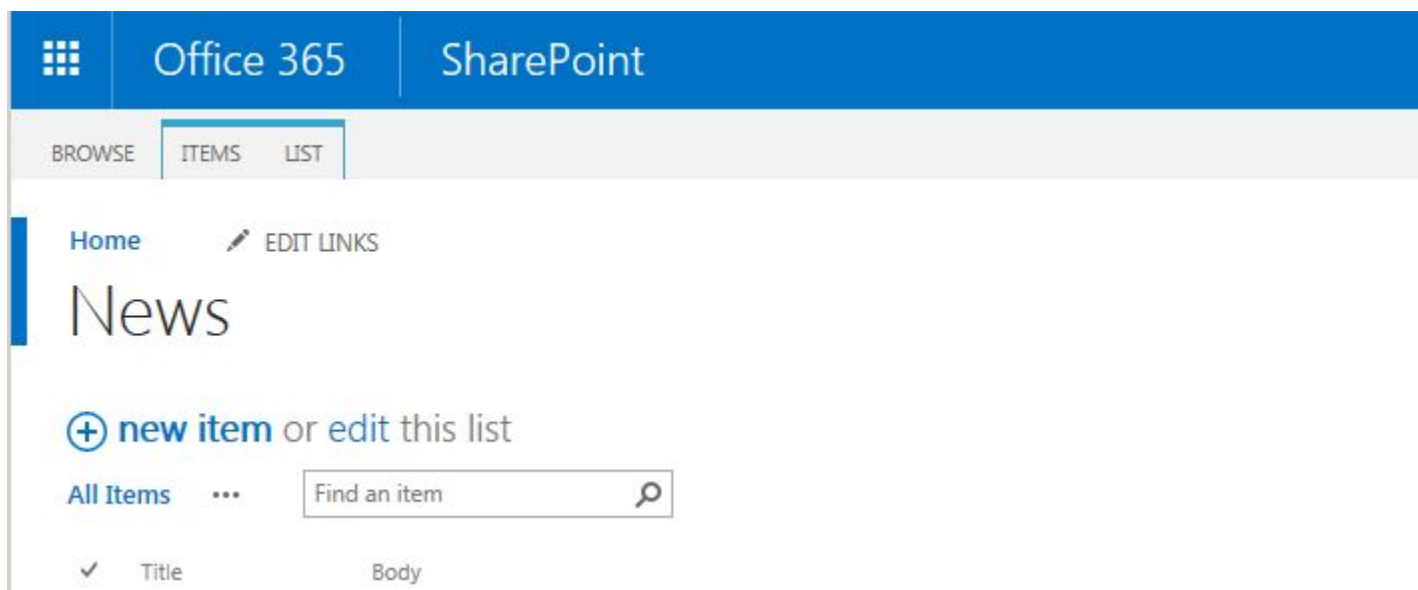 Office 365 SharePoint
BROWSE ITEMS LIST
Home EDIT LINKS
News
new item or edit this list
All Items ... Find an item
Title Body